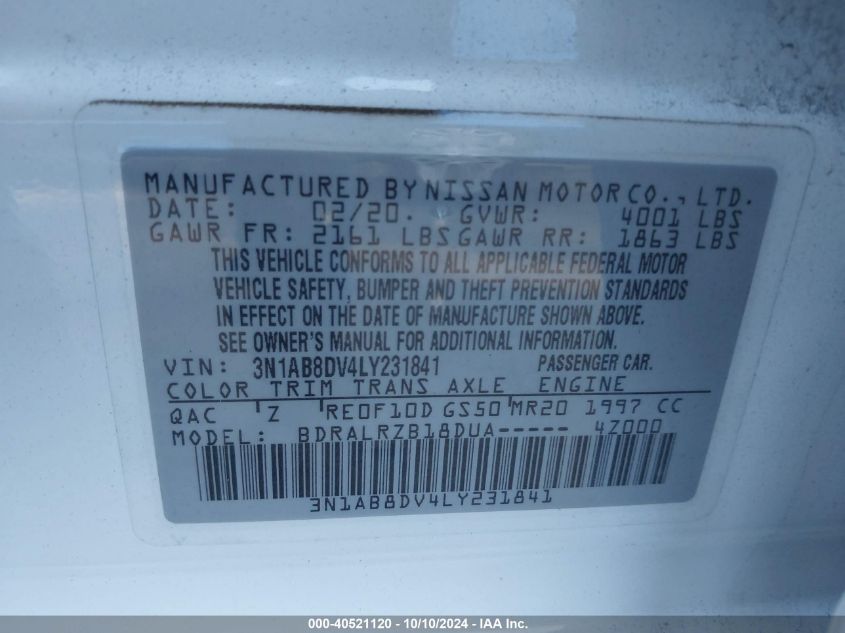 MANUFACTURED BY NISSAN MOTOR CO., LTD.
DATE: 02/20. GVWR: 4001 LBS
GAWR FR: 2161 LBS GAWR RR: 1863 LBS
THIS VEHICLE CONFORMS TO ALL APPLICABLE FEDERAL MOTOR
VEHICLE SAFETY, BUMPER AND THEFT PREVENTION STANDARDS
IN EFFECT ON THE DATE OF MANUFACTURE SHOWN ABOVE.
SEE OWNER'S MANUAL FOR ADDITIONAL INFORMATION.
VIN: 3N1AB8DV4LY231841 PASSENGER CAR.
COLOR TRIM TRANS AXLE ENGINE
QAC Z RE0F10D GS50 MR20 1997 CC
MODEL: BDRALRZB18DUA----- 4Z000
3N1AB8DV4LY231841
000-40521120 - 10/10/2024 - IAA Inc.